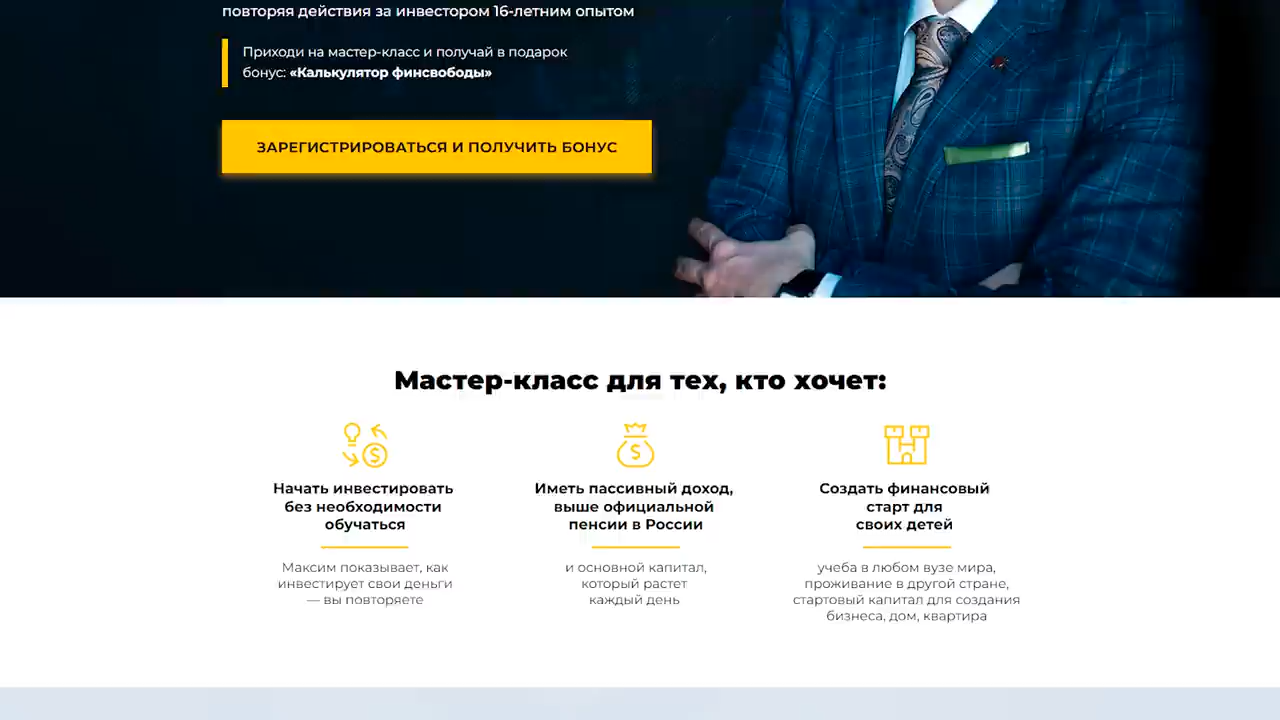 повторяя действия за инвестором 16-летним опытом
Приходи на мастер-класс и получай в подарок
бонус: «Калькулятор финсвободы»
ЗАРЕГИСТРИРОВАТЬСЯ И ПОЛУЧИТЬ БОНУС
Мастер-класс для тех, кто хочет:
Начать инвестировать
без необходимости
обучаться
Максим показывает, как
инвестирует свои деньги
— вы повторяете
Иметь пассивный доход,
выше официальной
пенсии в России
и основной капитал,
который растет
каждый день
Создать финансовый
старт для
своих детей
учеба в любом вузе мира,
проживание в другой стране,
стартовый капитал для создания
бизнеса, дом, квартира